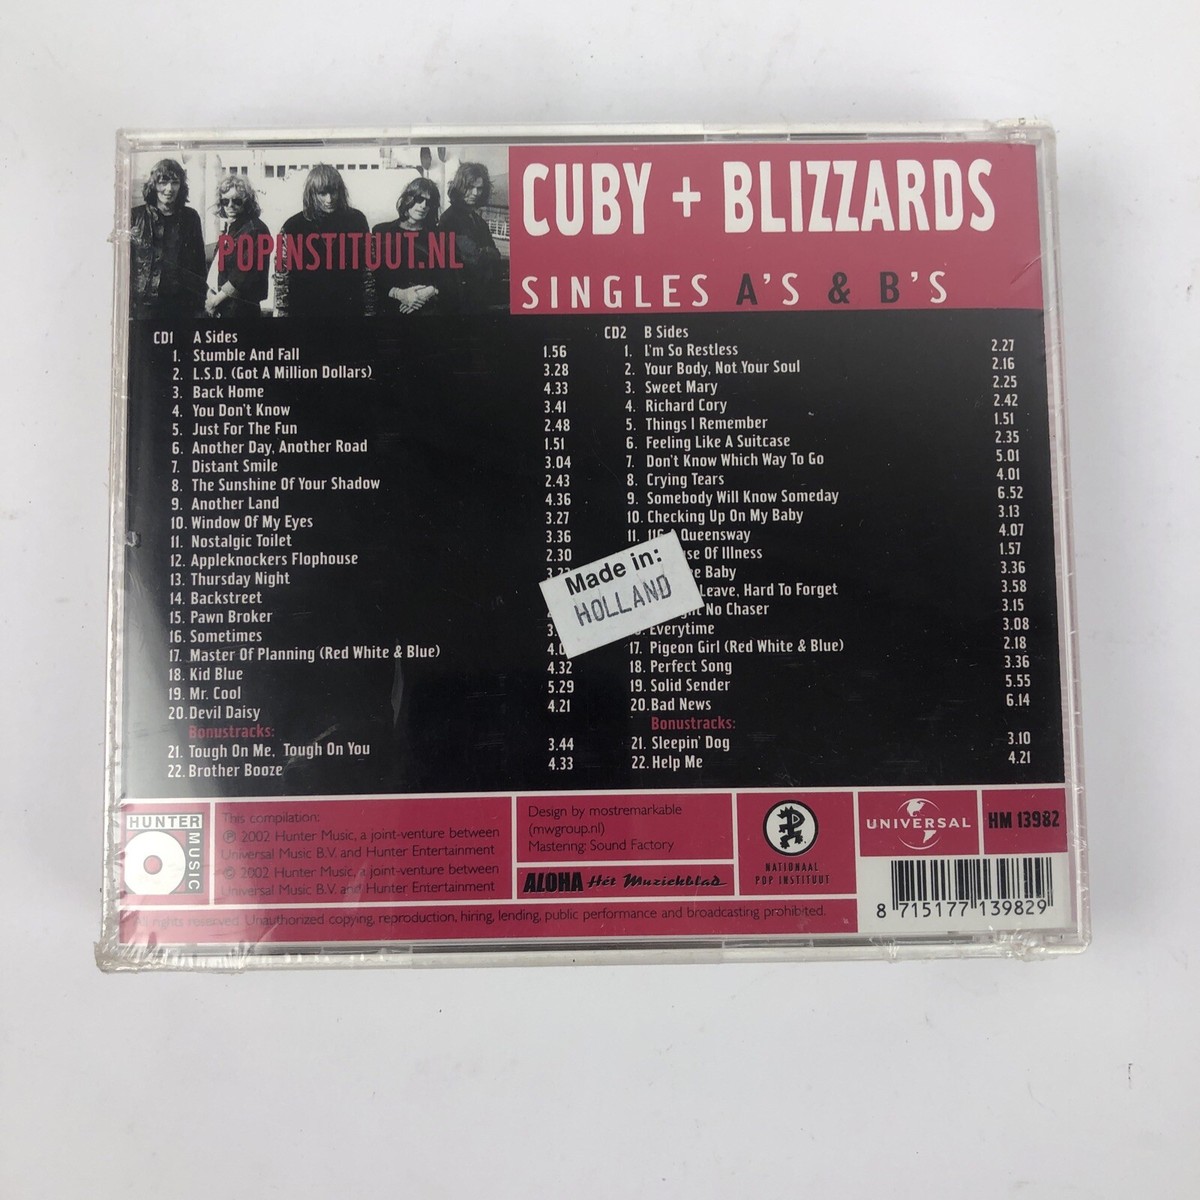 POPINSTITUUT.NL
CUBY + BLIZZARDS
SINGLES A'S & B'S
CD1 A Sides
1. Stumble And Fall 1.56
2. L.S.D. (Got A Million Dollars) 3.28
3. Back Home 4.33
4. You Don't Know 3.41
5. Just For The Fun 2.48
6. Another Day, Another Road 1.51
7. Distant Smile 3.04
8. The Sunshine Of Your Shadow 2.43
9. Another Land 4.36
10. Window Of My Eyes 3.27
11. Nostalgic Toilet 3.36
12. Appleknockers Flophouse 2.30
13. Thursday Night
14. Backstreet
15. Pawn Broker
16. Sometimes
17. Master Of Planning (Red White & Blue)
18. Kid Blue 4.32
19. Mr. Cool 5.29
20. Devil Daisy 4.21
Bonustracks:
21. Tough On Me, Tough On You 3.44
22. Brother Booze 4.33
CD2 B Sides
1. I'm So Restless 2.27
2. Your Body, Not Your Soul 2.16
3. Sweet Mary 2.25
4. Richard Cory 2.42
5. Things I Remember 1.51
6. Feeling Like A Suitcase 2.35
7. Don't Know Which Way To Go 5.01
8. Crying Tears 4.01
9. Somebody Will Know Someday 6.52
10. Checking Up On My Baby 3.13
11. Queensway 4.07
Of Illness 1.57
Baby 3.36
Leave, Hard To Forget 3.58
No Chaser 3.15
Everytime 3.08
17. Pigeon Girl (Red White & Blue) 2.18
18. Perfect Song 3.36
19. Solid Sender 5.55
20. Bad News 6.14
Bonustracks:
21. Sleepin' Dog 3.10
22. Help Me 4.21
Made in:
HOLLAND
HUNTER
MUSIC
This compilation:
℗ 2002 Hunter Music, a joint-venture between
Universal Music B.V. and Hunter Entertainment
© 2002 Hunter Music, a joint-venture between
Universal Music B.V. and Hunter Entertainment
Design by mostremarkable
(mwgroup.nl)
Mastering: Sound Factory
ALOHA Hét Muziekblad
NATIONAAL
POP INSTITUUT
UNIVERSAL
HM 13982
rights reserved. Unauthorized copying, reproduction, hiring, lending, public performance and broadcasting prohibited.
8 715177 139829